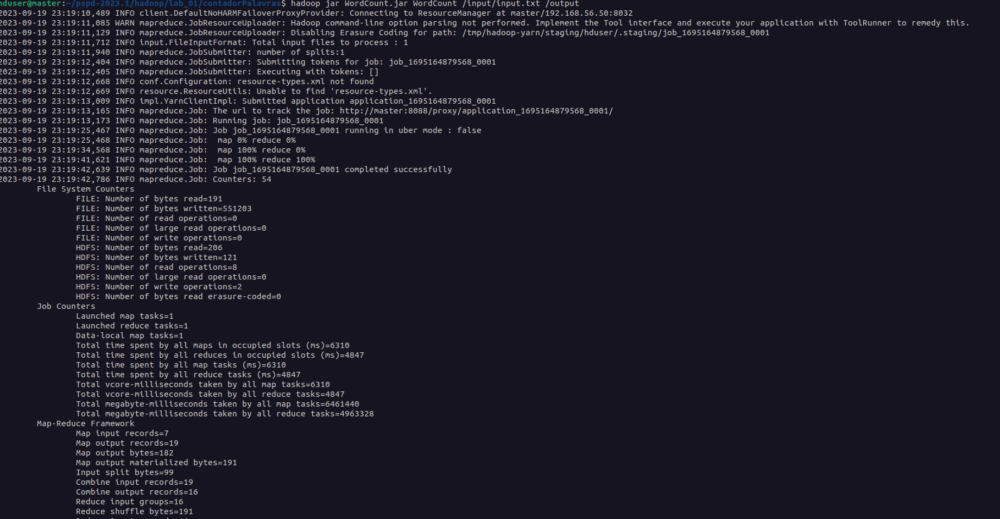 hduser@master:~/pspd-2023.1/hadoop/lab_01/contadorPalavras$ hadoop jar WordCount.jar WordCount /input/input.txt /output
2023-09-19 23:19:10,489 INFO client.DefaultNoHARMFailoverProxyProvider: Connecting to ResourceManager at master/192.168.56.50:8032
2023-09-19 23:19:11,085 WARN mapreduce.JobResourceUploader: Hadoop command-line option parsing not performed. Implement the Tool interface and execute your application with ToolRunner to remedy this.
2023-09-19 23:19:11,129 INFO mapreduce.JobResourceUploader: Disabling Erasure Coding for path: /tmp/hadoop-yarn/staging/hduser/.staging/job_1695164879568_0001
2023-09-19 23:19:11,712 INFO input.FileInputFormat: Total input files to process : 1
2023-09-19 23:19:11,940 INFO mapreduce.JobSubmitter: number of splits:1
2023-09-19 23:19:12,404 INFO mapreduce.JobSubmitter: Submitting tokens for job: job_1695164879568_0001
2023-09-19 23:19:12,405 INFO mapreduce.JobSubmitter: Executing with tokens: []
2023-09-19 23:19:12,668 INFO conf.Configuration: resource-types.xml not found
2023-09-19 23:19:12,669 INFO resource.ResourceUtils: Unable to find 'resource-types.xml'.
2023-09-19 23:19:13,009 INFO impl.YarnClientImpl: Submitted application application_1695164879568_0001
2023-09-19 23:19:13,165 INFO mapreduce.Job: The url to track the job: http://master:8088/proxy/application_1695164879568_0001/
2023-09-19 23:19:13,173 INFO mapreduce.Job: Running job: job_1695164879568_0001
2023-09-19 23:19:25,467 INFO mapreduce.Job: Job job_1695164879568_0001 running in uber mode : false
2023-09-19 23:19:25,468 INFO mapreduce.Job:  map 0% reduce 0%
2023-09-19 23:19:34,568 INFO mapreduce.Job:  map 100% reduce 0%
2023-09-19 23:19:41,621 INFO mapreduce.Job:  map 100% reduce 100%
2023-09-19 23:19:42,639 INFO mapreduce.Job: Job job_1695164879568_0001 completed successfully
2023-09-19 23:19:42,786 INFO mapreduce.Job: Counters: 54
File System Counters
FILE: Number of bytes read=191
FILE: Number of bytes written=551203
FILE: Number of read operations=0
FILE: Number of large read operations=0
FILE: Number of write operations=0
HDFS: Number of bytes read=206
HDFS: Number of bytes written=121
HDFS: Number of read operations=8
HDFS: Number of large read operations=0
HDFS: Number of write operations=2
HDFS: Number of bytes read erasure-coded=0
Job Counters
Launched map tasks=1
Launched reduce tasks=1
Data-local map tasks=1
Total time spent by all maps in occupied slots (ms)=6310
Total time spent by all reduces in occupied slots (ms)=4847
Total time spent by all map tasks (ms)=6310
Total time spent by all reduce tasks (ms)=4847
Total vcore-milliseconds taken by all map tasks=6310
Total vcore-milliseconds taken by all reduce tasks=4847
Total megabyte-milliseconds taken by all map tasks=6461440
Total megabyte-milliseconds taken by all reduce tasks=4963328
Map-Reduce Framework
Map input records=7
Map output records=19
Map output bytes=182
Map output materialized bytes=191
Input split bytes=99
Combine input records=19
Combine output records=16
Reduce input groups=16
Reduce shuffle bytes=191